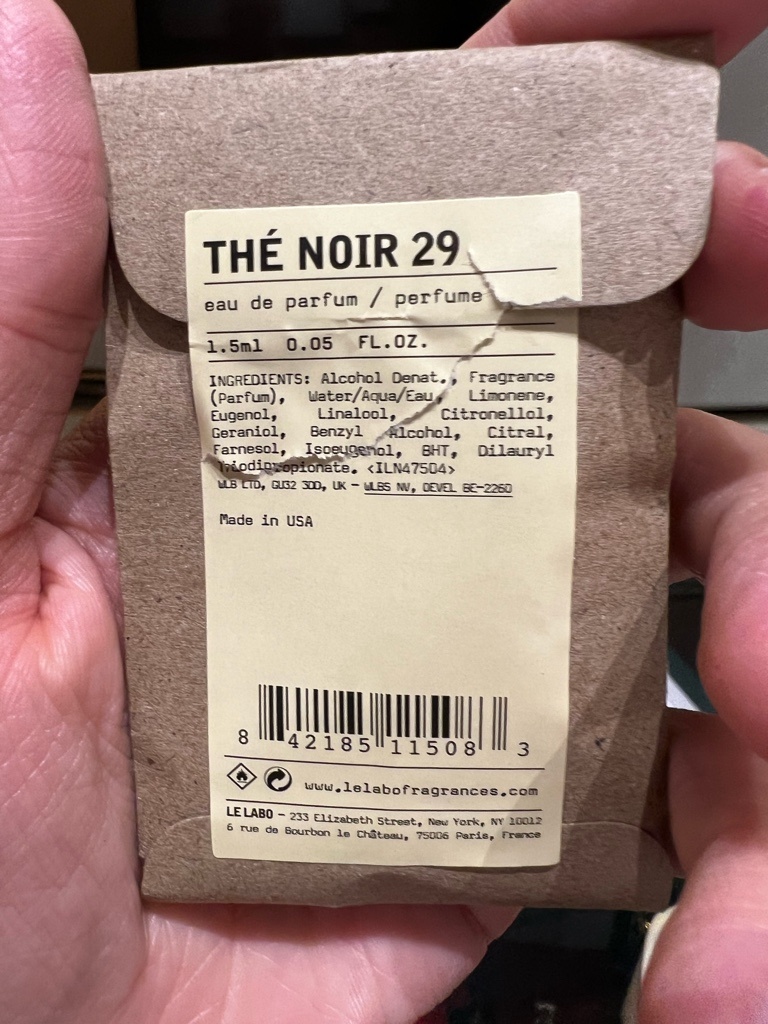 THÉ NOIR 29
eau de parfum / perfume
1.5ml 0.05 FL.OZ.
INGREDIENTS: Alcohol Denat., Fragrance
(Parfum), Water/Aqua/Eau, Limonene,
Eugenol, Linalool, Citronellol,
Geraniol, Benzyl Alcohol, Citral,
Farnesol, Isoeugenol, BHT, Dilauryl
Thiodipropionate. <ILN47504>
WLB LTD, GU32 3DD, UK - WLBS NV, DEVEL BE-2260
Made in USA
8 42185 11508 3
www.lelabofragrances.com
LE LABO - 233 Elizabeth Street, New York, NY 10012
6 rue de Bourbon le Château, 75006 Paris, France